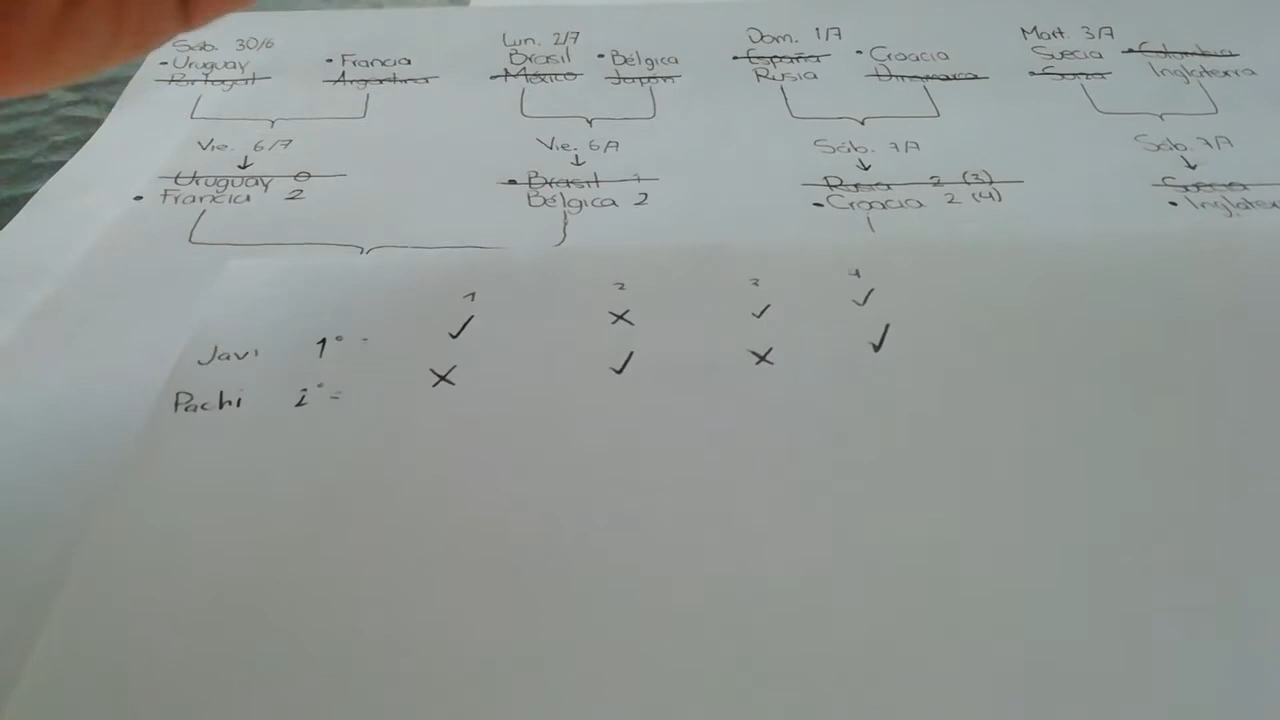 Sáb. 30/6
• Uruguay
Portugal
• Francia
Argentina
Lun. 2/7
Brasil
México
• Bélgica
Japón
Dom. 1/7
• España
Rusia
• Croacia
Dinamarca
Mart. 3/7
Suecia
• Suiza
• Colombia
Inglaterra
Vie. 6/7
Uruguay 0
• Francia 2
Vie. 6/7
• Brasil 1
Bélgica 2
Sáb. 7/7
Rusia 2 (3)
• Croacia 2 (4)
Sáb. 7/7
Suecia
• Inglater
1 2 3 4
Javi 1º - ✓ ✗ ✓ ✓
Pachi 2º - ✗ ✓ ✗ ✓